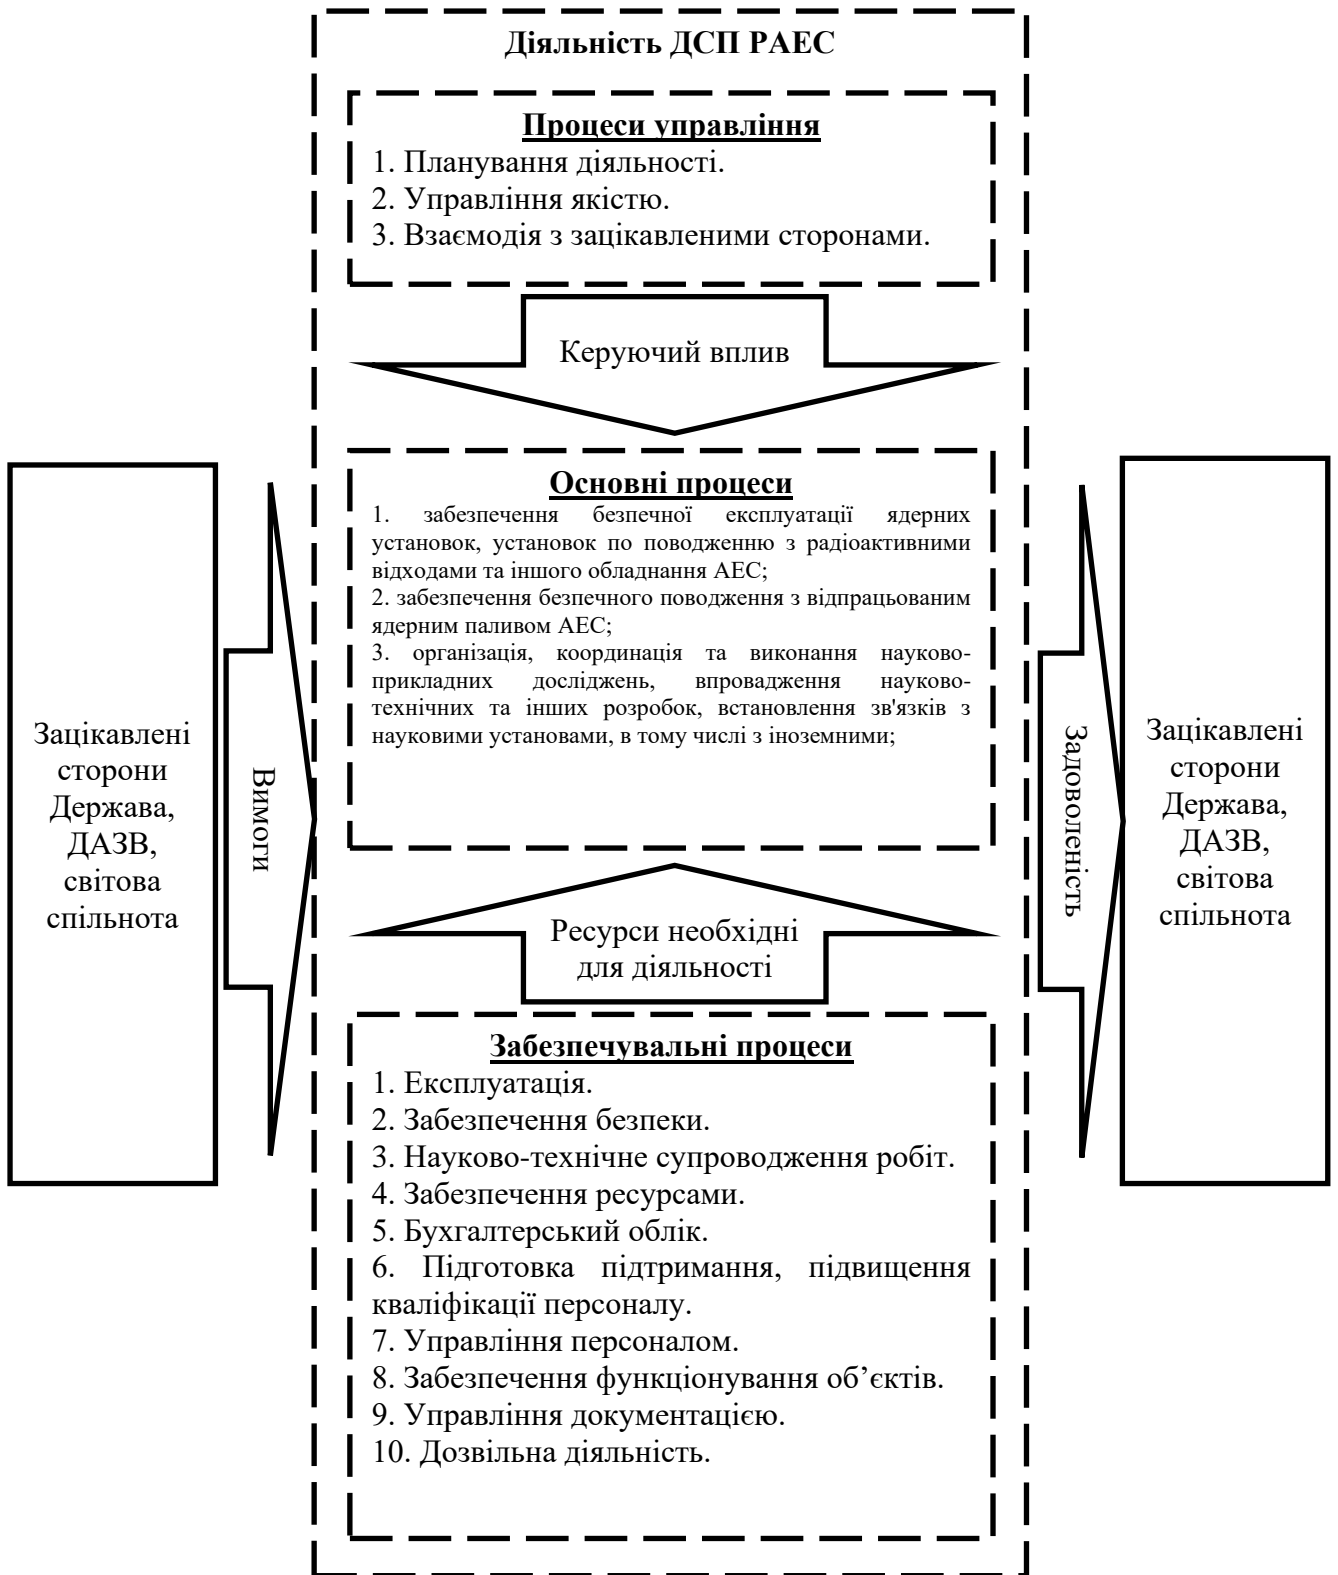 Діяльність ДСП РАЕС
Процеси управління
1. Планування діяльності.
2. Управління якістю.
3. Взаємодія з зацікавленими сторонами.
Керуючий вплив
Зацікавлені
сторони
Держава,
ДАЗВ,
світова
спільнота
Вимоги
Основні процеси
1. забезпечення безпечної експлуатації ядерних
установок, установок по поводженню з радіоактивними
відходами та іншого обладнання АЕС;
2. забезпечення безпечного поводження з відпрацьованим
ядерним паливом АЕС;
3. організація, координація та виконання науково-
прикладних досліджень, впровадження науково-
технічних та інших розробок, встановлення зв'язків з
науковими установами, в тому числі з іноземними;
Задоволеність
Зацікавлені
сторони
Держава,
ДАЗВ,
світова
спільнота
Ресурси необхідні
для діяльності
Забезпечувальні процеси
1. Експлуатація.
2. Забезпечення безпеки.
3. Науково-технічне супроводження робіт.
4. Забезпечення ресурсами.
5. Бухгалтерський облік.
6. Підготовка підтримання, підвищення
кваліфікації персоналу.
7. Управління персоналом.
8. Забезпечення функціонування об’єктів.
9. Управління документацією.
10. Дозвільна діяльність.